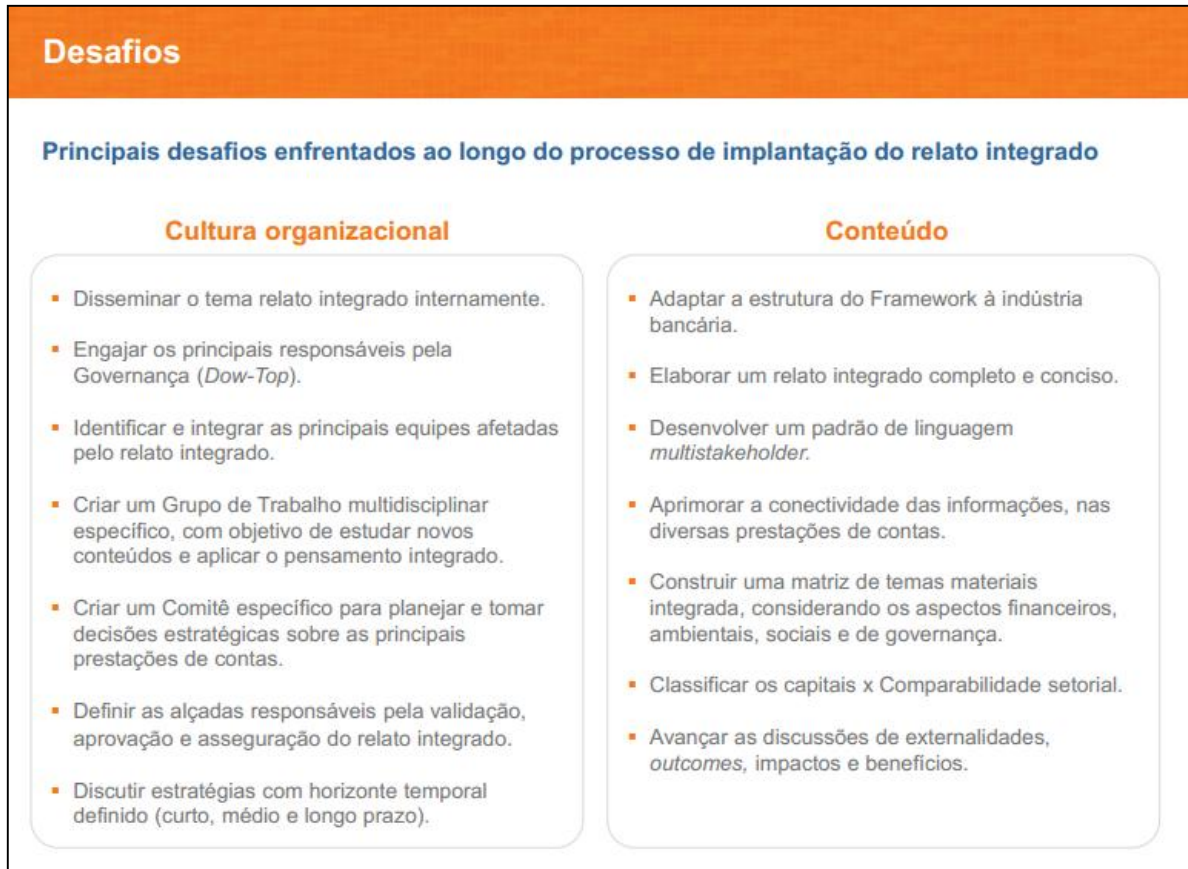 Desafios
Principais desafios enfrentados ao longo do processo de implantação do relato integrado
Cultura organizacional
▪ Disseminar o tema relato integrado internamente.
▪ Engajar os principais responsáveis pela
Governança (Dow-Top).
▪ Identificar e integrar as principais equipes afetadas
pelo relato integrado.
▪ Criar um Grupo de Trabalho multidisciplinar
específico, com objetivo de estudar novos
conteúdos e aplicar o pensamento integrado.
▪ Criar um Comitê específico para planejar e tomar
decisões estratégicas sobre as principais
prestações de contas.
▪ Definir as alçadas responsáveis pela validação,
aprovação e asseguração do relato integrado.
▪ Discutir estratégias com horizonte temporal
definido (curto, médio e longo prazo).
Conteúdo
▪ Adaptar a estrutura do Framework à indústria
bancária.
▪ Elaborar um relato integrado completo e conciso.
▪ Desenvolver um padrão de linguagem
multistakeholder.
▪ Aprimorar a conectividade das informações, nas
diversas prestações de contas.
▪ Construir uma matriz de temas materiais
integrada, considerando os aspectos financeiros,
ambientais, sociais e de governança.
▪ Classificar os capitais x Comparabilidade setorial.
▪ Avançar as discussões de externalidades,
outcomes, impactos e benefícios.